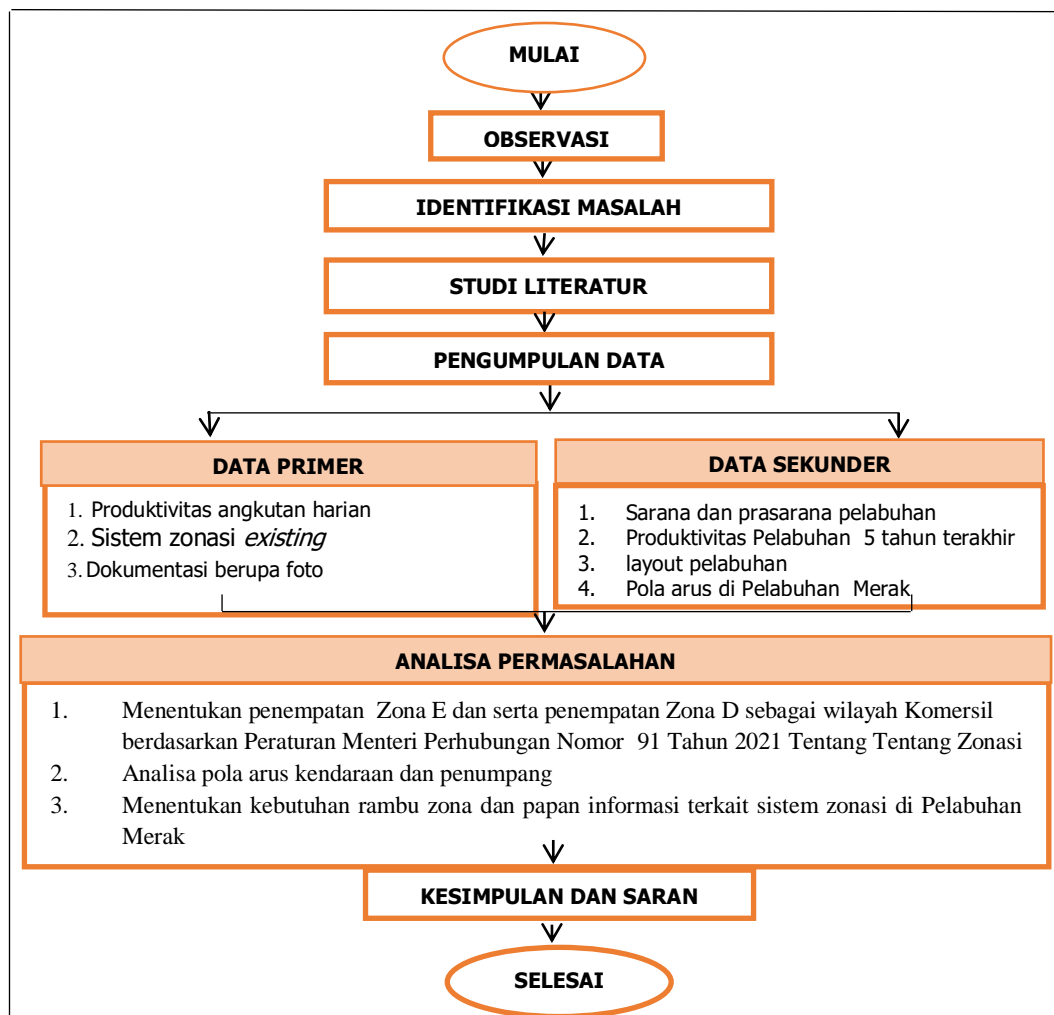 MULAI
OBSERVASI
IDENTIFIKASI MASALAH
STUDI LITERATUR
PENGUMPULAN DATA
DATA PRIMER
1. Produktivitas angkutan harian
2. Sistem zonasi existing
3. Dokumentasi berupa foto
DATA SEKUNDER
1. Sarana dan prasarana pelabuhan
2. Produktivitas Pelabuhan 5 tahun terakhir
3. layout pelabuhan
4. Pola arus di Pelabuhan Merak
ANALISA PERMASALAHAN
1. Menentukan penempatan Zona E dan serta penempatan Zona D sebagai wilayah Komersil
berdasarkan Peraturan Menteri Perhubungan Nomor 91 Tahun 2021 Tentang Tentang Zonasi
2. Analisa pola arus kendaraan dan penumpang
3. Menentukan kebutuhan rambu zona dan papan informasi terkait sistem zonasi di Pelabuhan
Merak
KESIMPULAN DAN SARAN
SELESAI